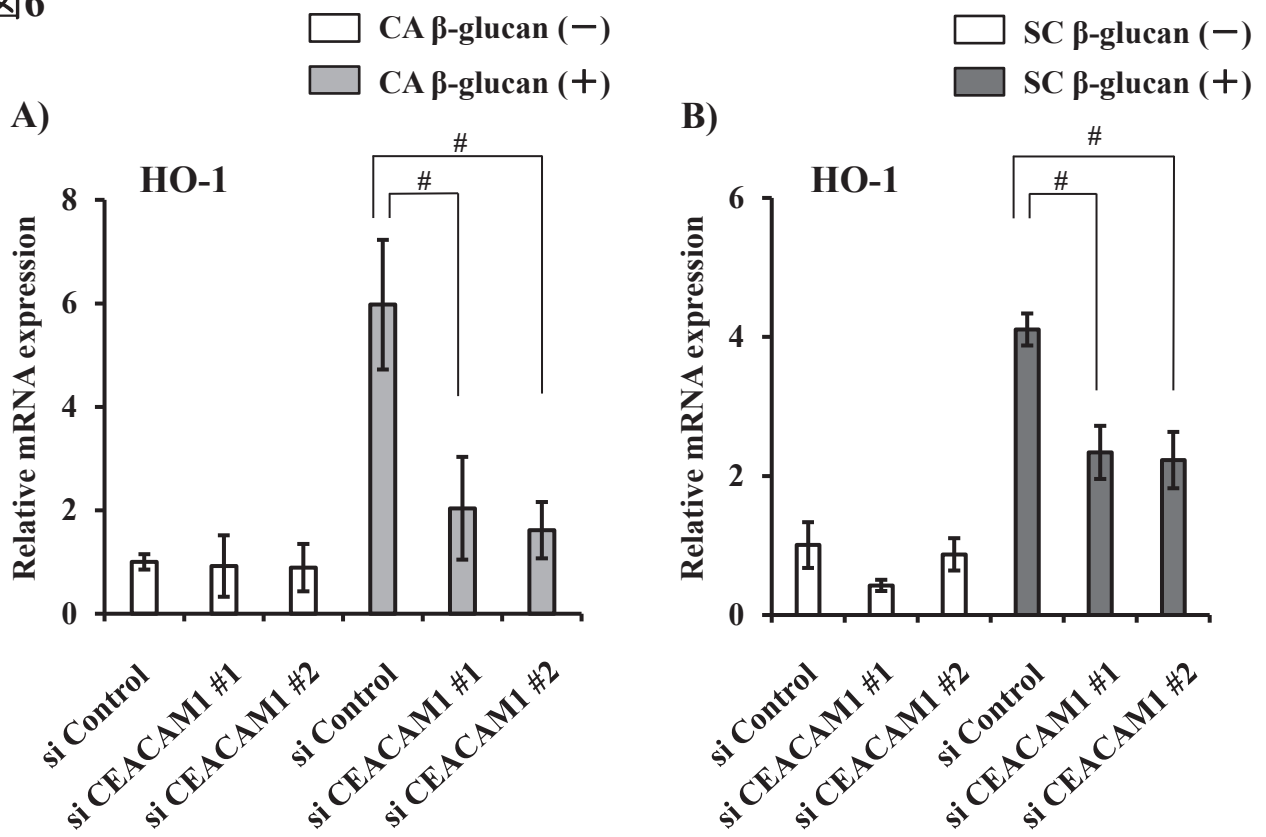 図6
CA β-glucan (−)
CA β-glucan (+)
SC β-glucan (−)
SC β-glucan (+)
A)
HO-1
#
#
Relative mRNA expression
8
6
4
2
0
si Control
si CEACAM1 #1
si CEACAM1 #2
si Control
si CEACAM1 #1
si CEACAM1 #2
B)
HO-1
#
#
Relative mRNA expression
6
4
2
0
si Control
si CEACAM1 #1
si CEACAM1 #2
si Control
si CEACAM1 #1
si CEACAM1 #2